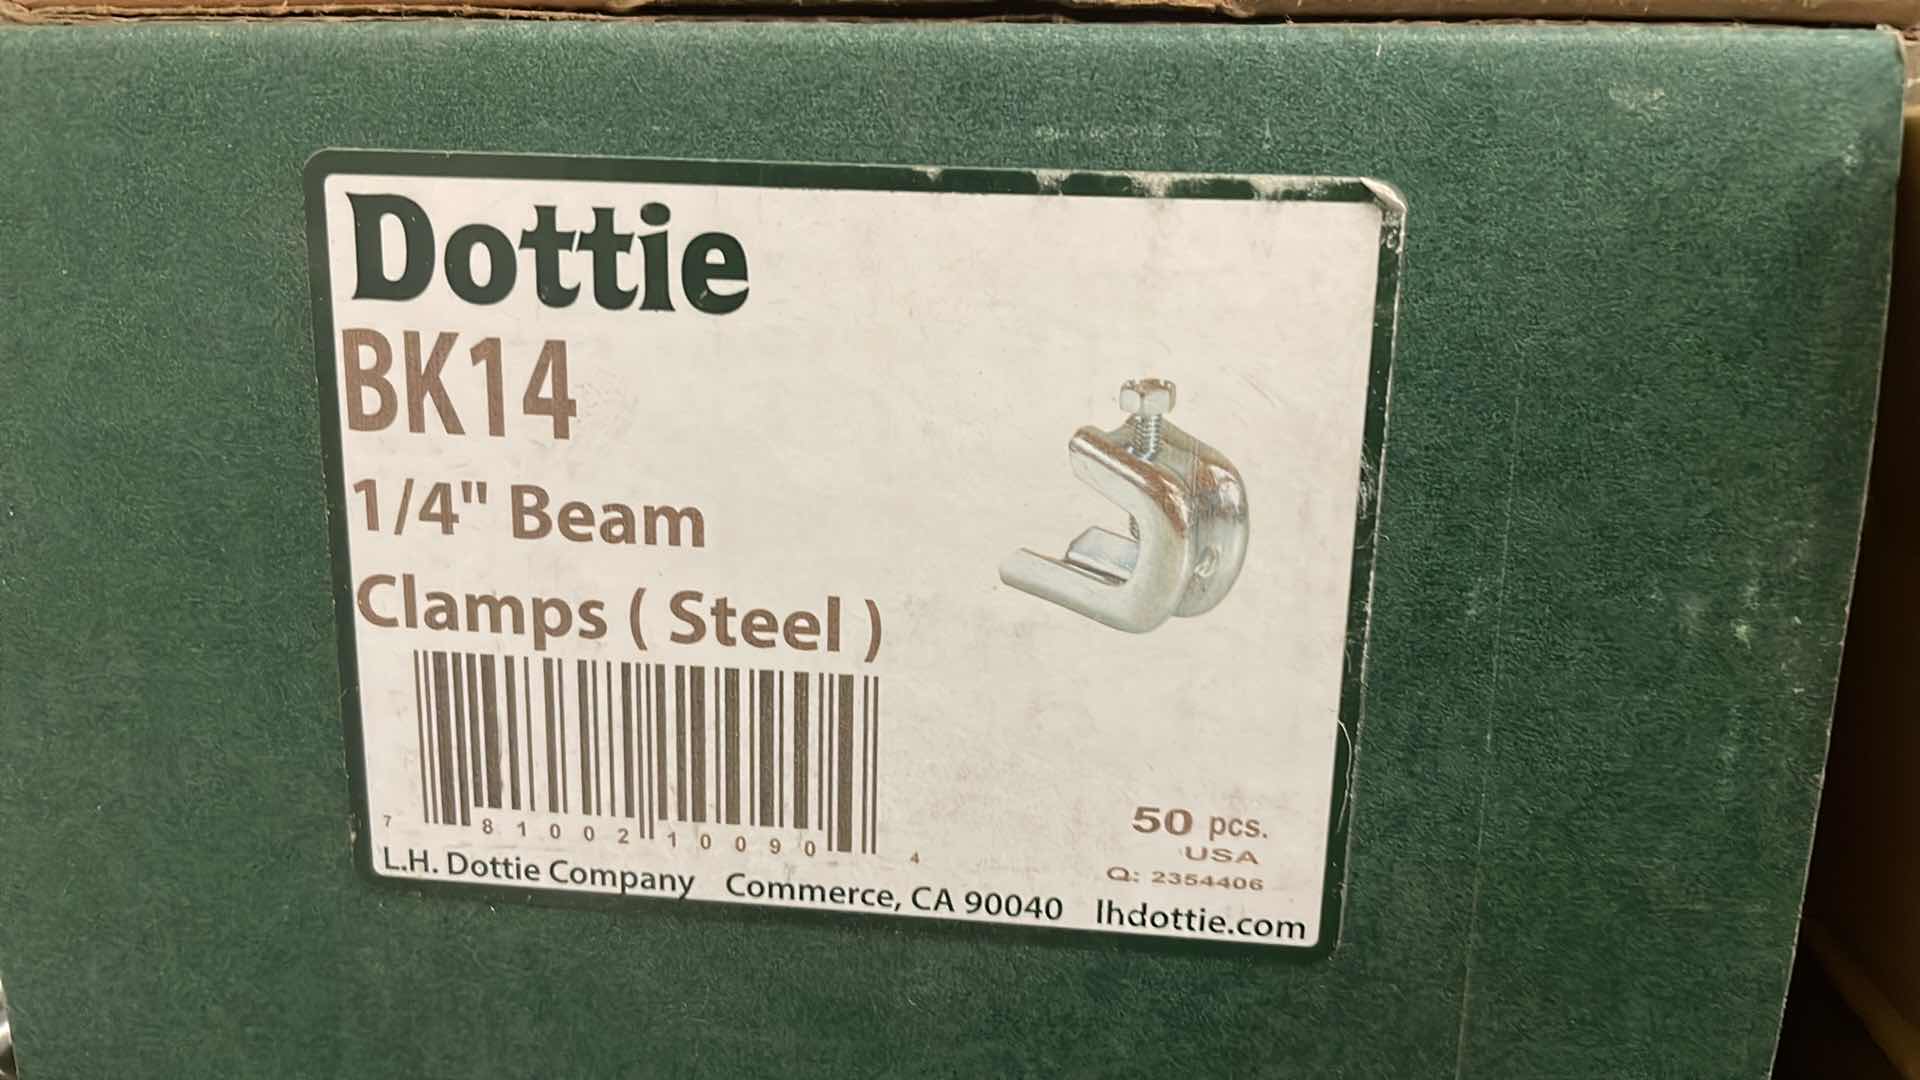 Dottie
BK14
1/4" Beam
Clamps ( Steel )
7 81002 10090 4
50 pcs.
USA
Q: 2354406
L.H. Dottie Company Commerce, CA 90040 lhdottie.com